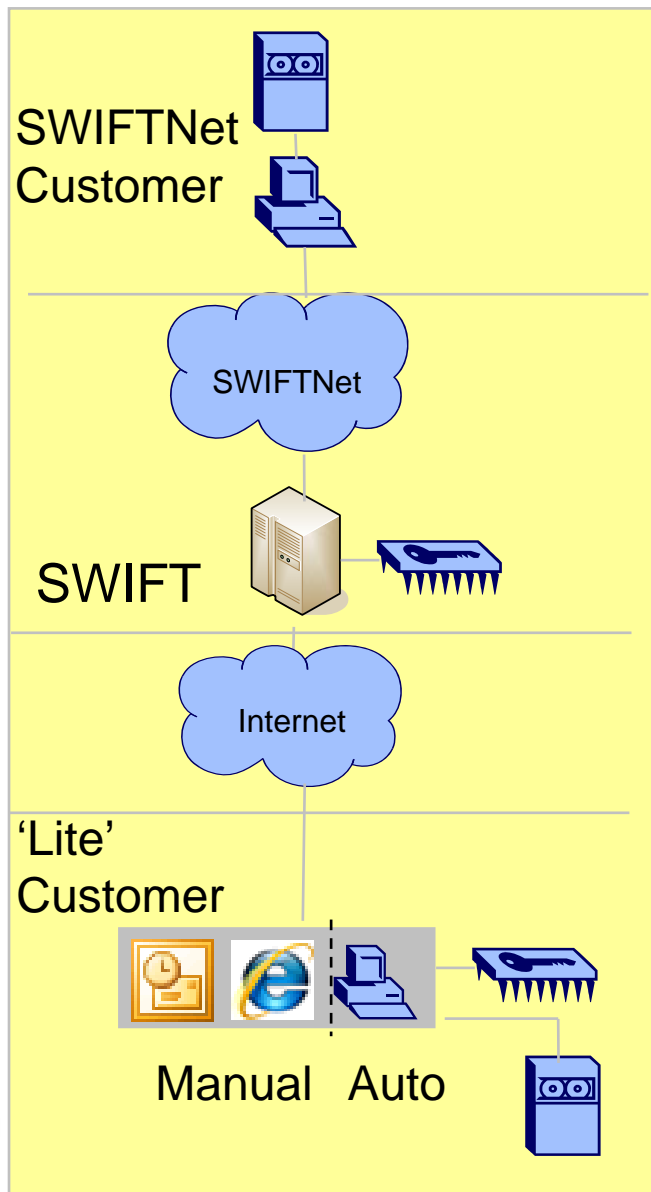 SWIFTNet
Customer
SWIFTNet
SWIFT
Internet
‘Lite’
Customer
Manual Auto